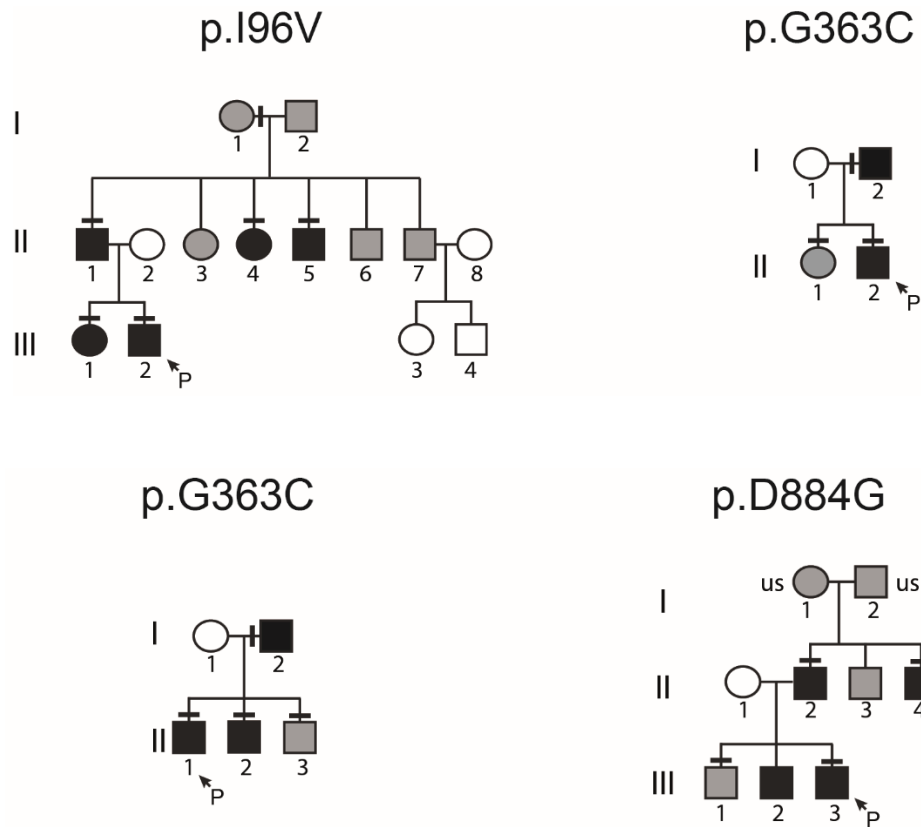 p.I96V
I
1 2
II
1 2 3 4 5 6 7 8
III
1 2 3 4
P
p.G363C
I
1 2
II
1 2
P
p.G363C
I
1 2
II
1 2 3
P
p.D884G
I
us us
1 2
II
1 2 3 4
III
1 2 3
P